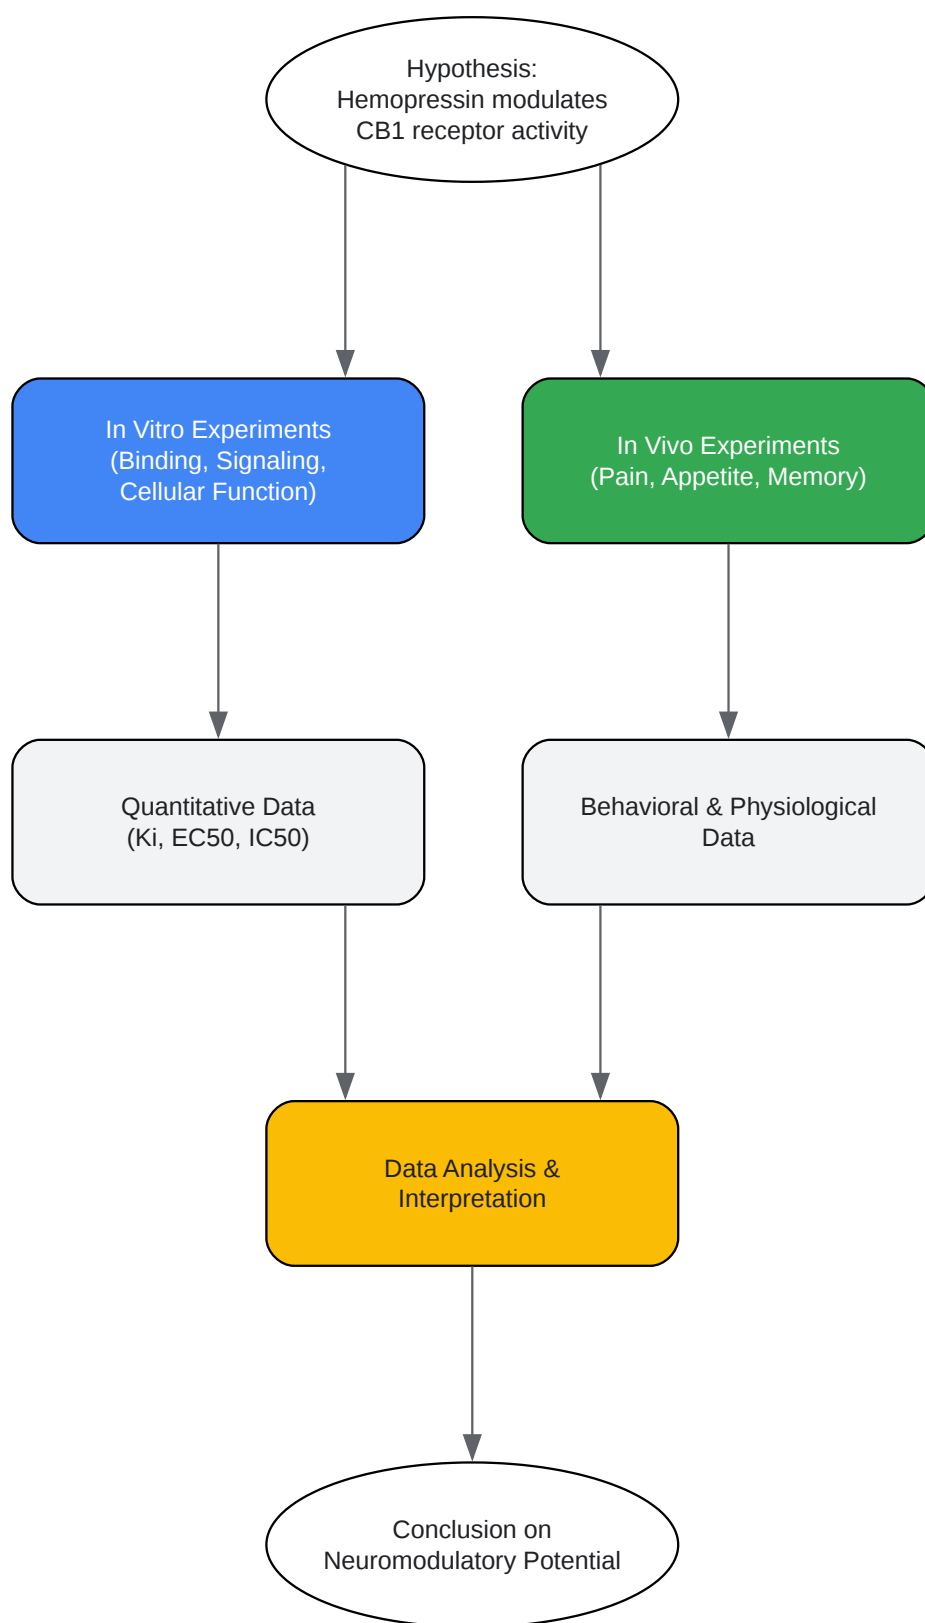 Hypothesis:
Hemopressin modulates
CB1 receptor activity
In Vitro Experiments
(Binding, Signaling,
Cellular Function)
In Vivo Experiments
(Pain, Appetite, Memory)
Quantitative Data
(Ki, EC50, IC50)
Behavioral & Physiological
Data
Data Analysis &
Interpretation
Conclusion on
Neuromodulatory Potential